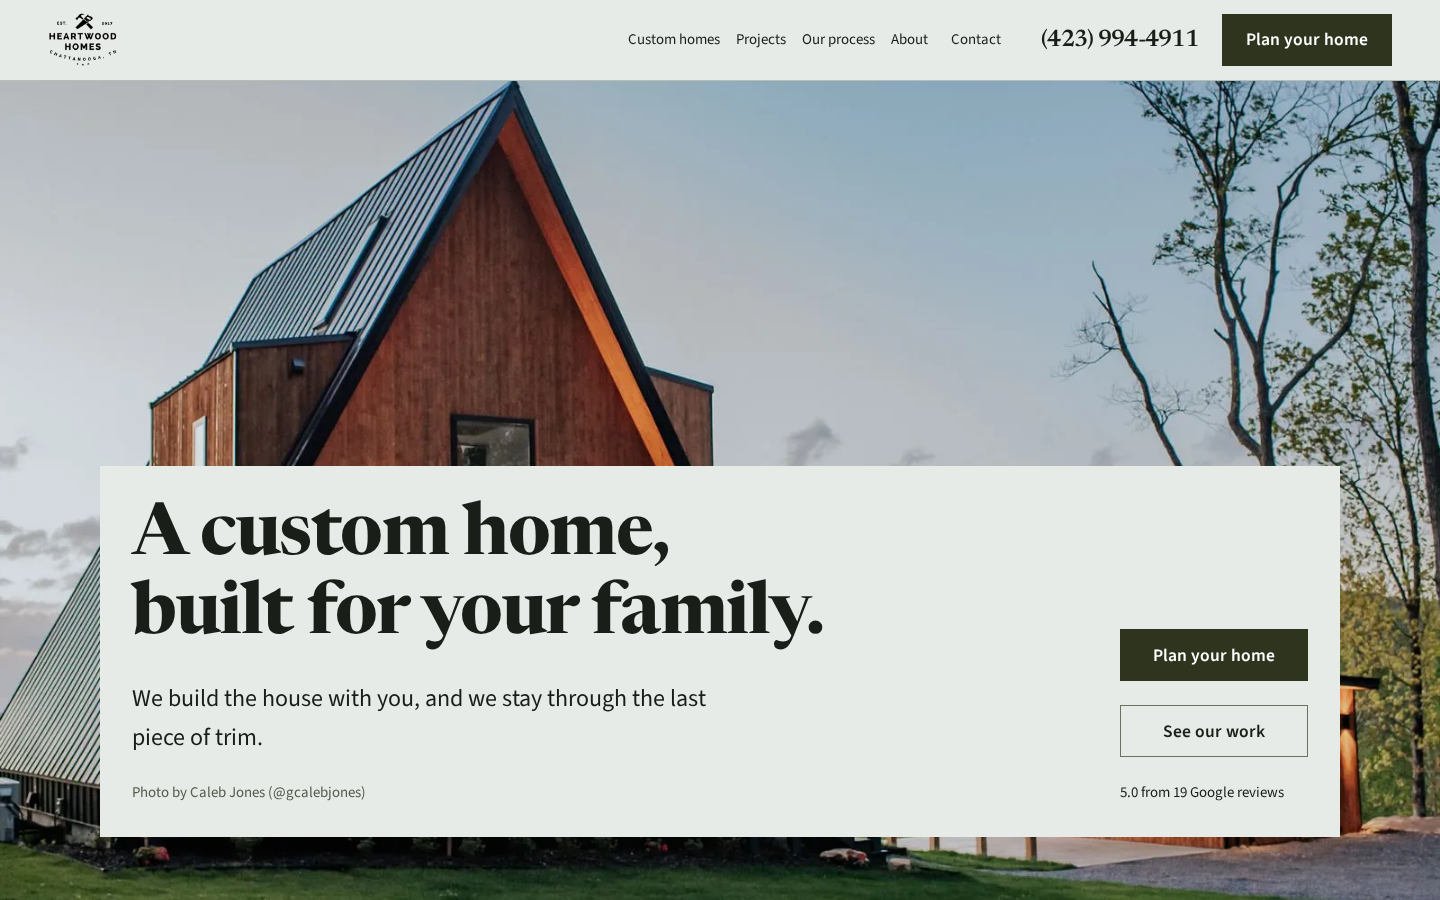 EST. 2017
HEARTWOOD
HOMES
CHATTANOOGA, TN
Custom homes Projects Our process About Contact (423) 994-4911 Plan your home
A custom home,
built for your family.
We build the house with you, and we stay through the last
piece of trim.
Photo by Caleb Jones (@gcalebjones)
Plan your home
See our work
5.0 from 19 Google reviews